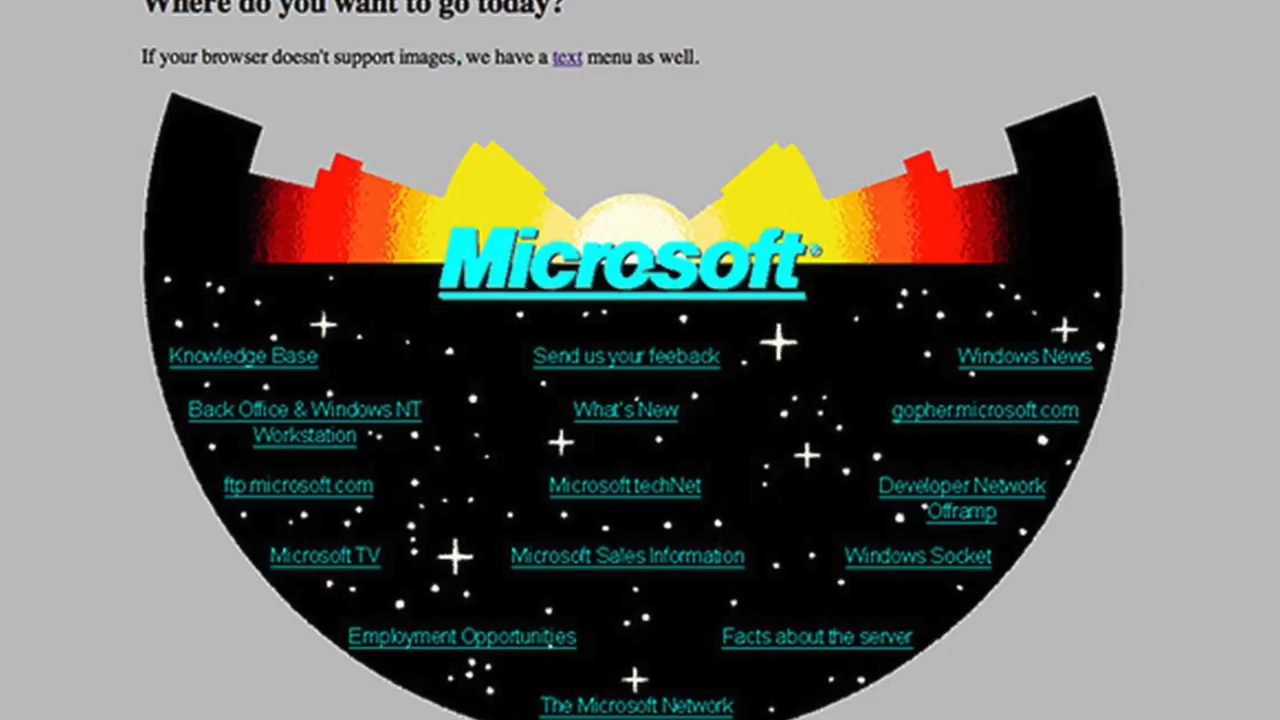 Where do you want to go today?
If your browser doesn't support images, we have a text menu as well.
Microsoft®
Knowledge Base
Send us your feeback
Windows News
Back Office & Windows NT
Workstation
What's New
gopher.microsoft.com
ftp.microsoft.com
Microsoft techNet
Developer Network
Offramp
Microsoft TV
Microsoft Sales Information
Windows Socket
Employment Opportunities
Facts about the server
The Microsoft Network